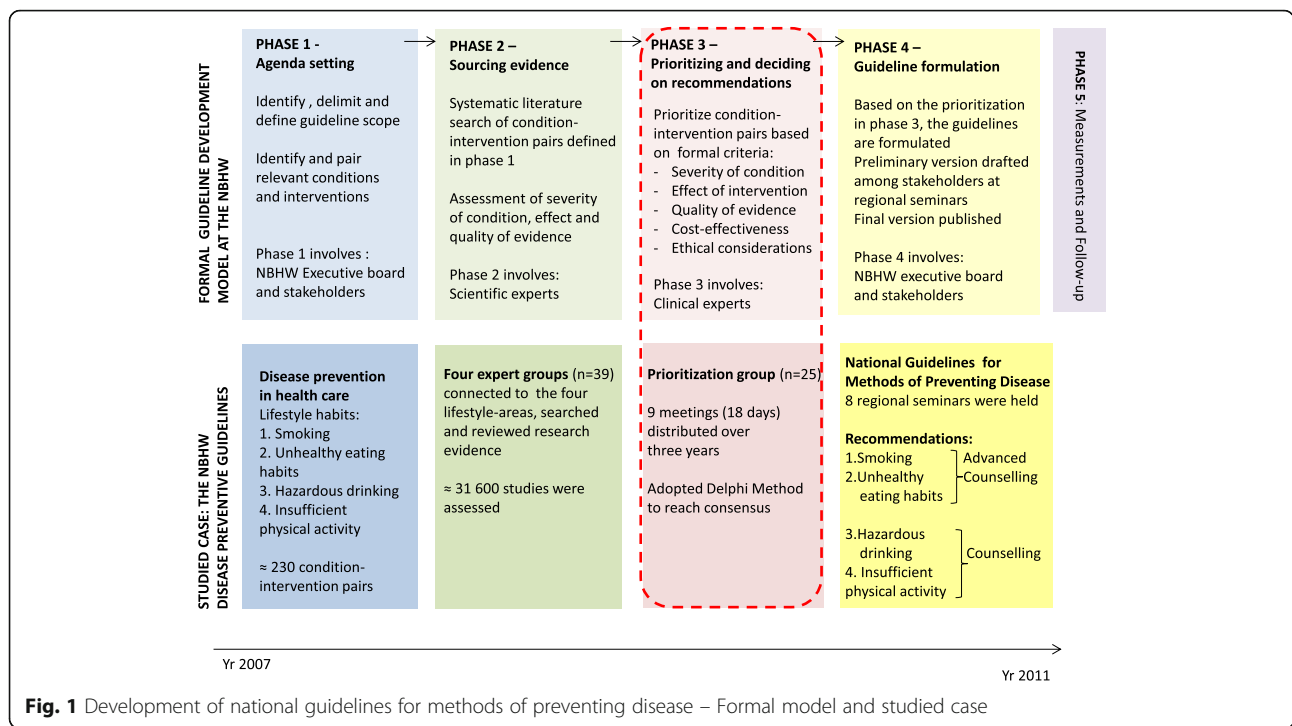 FORMAL GUIDELINE DEVELOPMENT
MODEL AT THE NBHW
PHASE 1 -
Agenda setting
Identify , delimit and
define guideline scope
Identify and pair
relevant conditions
and interventions
Phase 1 involves :
NBHW Executive board
and stakeholders
PHASE 2 –
Sourcing evidence
Systematic literature
search of condition-
intervention pairs defined
in phase 1
Assessment of severity
of condition, effect and
quality of evidence
Phase 2 involves:
Scientific experts
PHASE 3 –
Prioritizing and deciding
on recommendations
Prioritize condition-
intervention pairs based
on formal criteria:
- Severity of condition
- Effect of intervention
- Quality of evidence
- Cost-effectiveness
- Ethical considerations
Phase 3 involves:
Clinical experts
PHASE 4 –
Guideline formulation
Based on the prioritization
in phase 3, the guidelines
are formulated
Preliminary version drafted
among stakeholders at
regional seminars
Final version published
Phase 4 involves:
NBHW executive board
and stakeholders
PHASE 5: Measurements and Follow-up
STUDIED CASE: THE NBHW
DISEASE PREVENTIVE GUIDELINES
Disease prevention
in health care
Lifestyle habits:
1. Smoking
2. Unhealthy eating
habits
3. Hazardous drinking
4. Insufficient
physical activity
≈ 230 condition-
intervention pairs
Four expert groups (n=39)
connected to the four
lifestyle-areas, searched
and reviewed research
evidence
≈ 31 600 studies were
assessed
Prioritization group (n=25)
9 meetings (18 days)
distributed over
three years
Adopted Delphi Method
to reach consensus
National Guidelines for
Methods of Preventing Disease
8 regional seminars were held
Recommendations:
1.Smoking
2.Unhealthy
eating habits
Advanced
Counselling
3.Hazardous
drinking
4. Insufficient
physical activity
Counselling
Yr 2007
Yr 2011
Fig. 1 Development of national guidelines for methods of preventing disease – Formal model and studied case